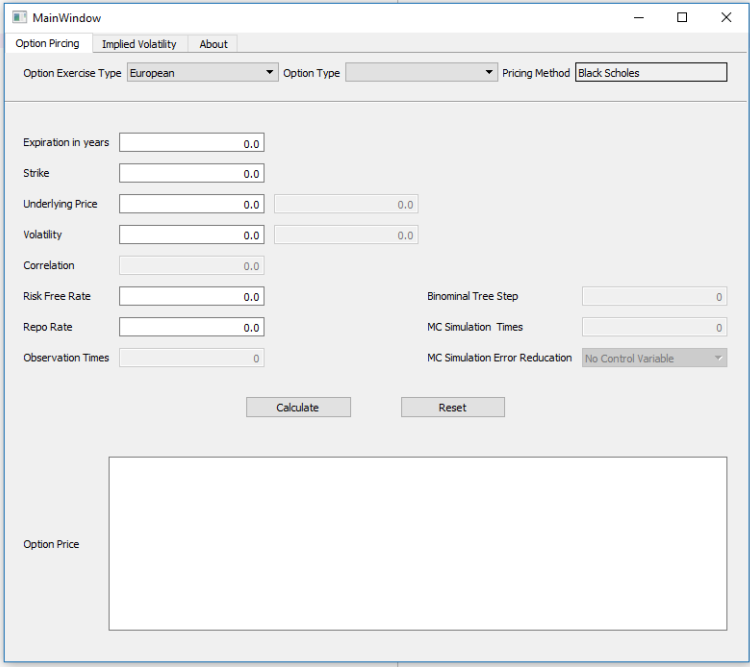 MainWindow
Option Pircing Implied Volatility About
Option Exercise Type European Option Type Pricing Method Black Scholes
Expiration in years 0.0
Strike 0.0
Underlying Price 0.0 0.0
Volatility 0.0 0.0
Correlation 0.0
Risk Free Rate 0.0 Binominal Tree Step 0
Repo Rate 0.0 MC Simulation Times 0
Observation Times 0 MC Simulation Error Reducation No Control Variable
Calculate Reset
Option Price